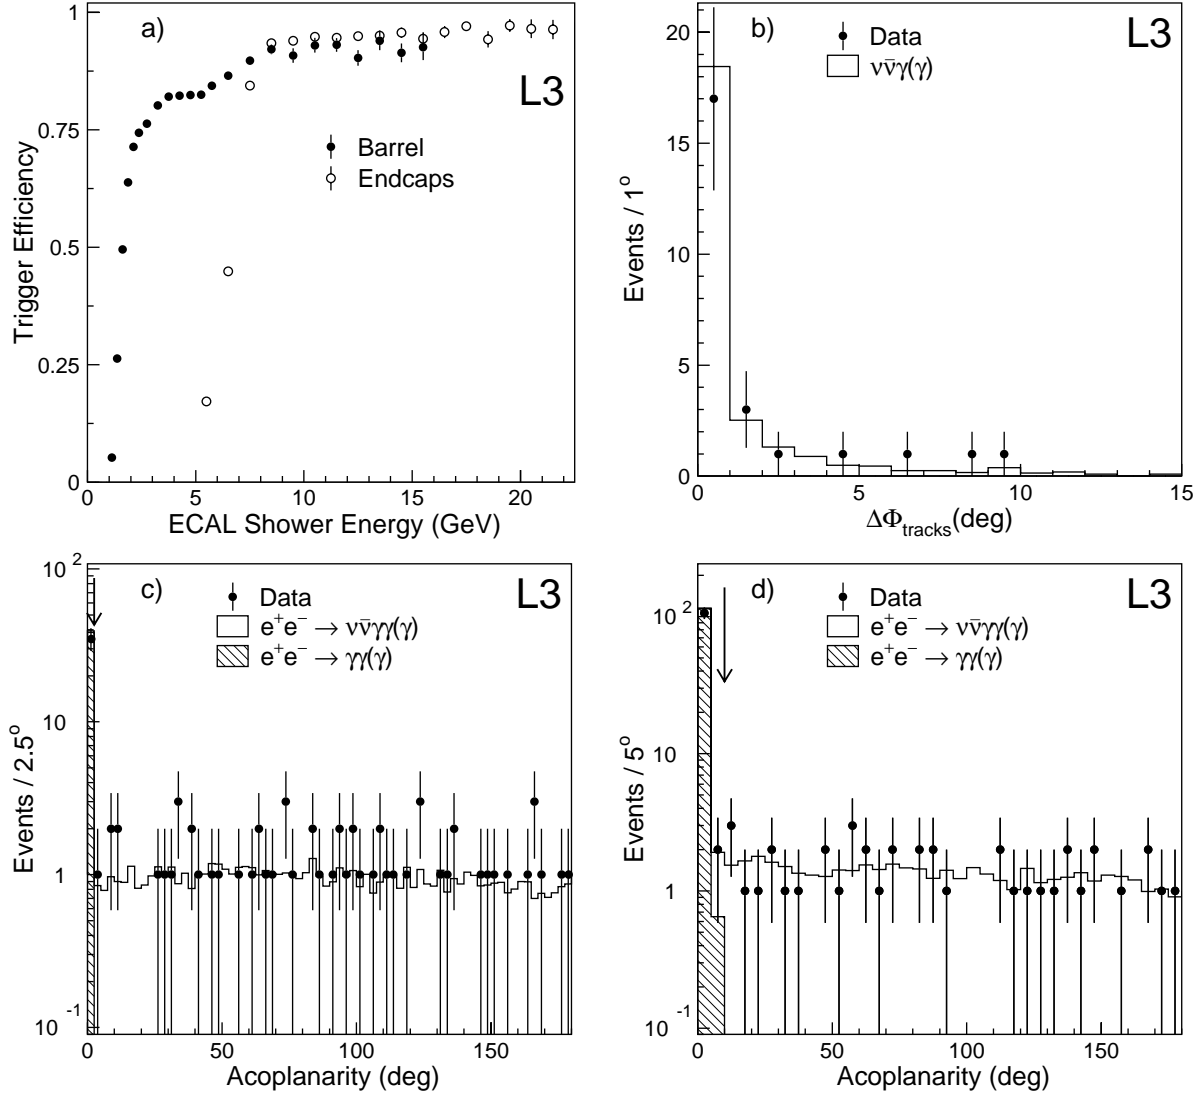 a)
L3
Barrel
Endcaps
Trigger Efficiency
1
0.75
0.5
0.25
0
0 5 10 15 20
ECAL Shower Energy (GeV)
b)
L3
Data
νν̄γ(γ)
Events / 1°
20
15
10
5
0
0 5 10 15
ΔΦtracks(deg)
c)
L3
Data
e⁺e⁻ → νν̄γγ(γ)
e⁺e⁻ → γγ(γ)
Events / 2.5°
10²
10
1
10⁻¹
0 50 100 150
Acoplanarity (deg)
d)
L3
Data
e⁺e⁻ → νν̄γγ(γ)
e⁺e⁻ → γγ(γ)
Events / 5°
10²
10
1
10⁻¹
0 50 100 150
Acoplanarity (deg)